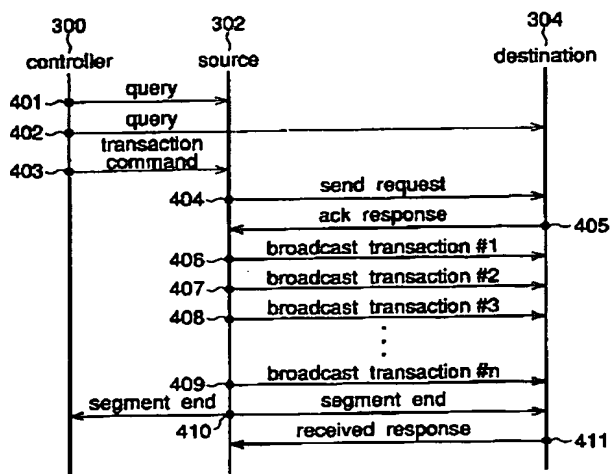 300 302 304
controller source destination
401 query
402 query
transaction
403 command
404 send request
ack response 405
406 broadcast transaction #1
407 broadcast transaction #2
408 broadcast transaction #3
409 broadcast transaction #n
segment end segment end
410
received response 411